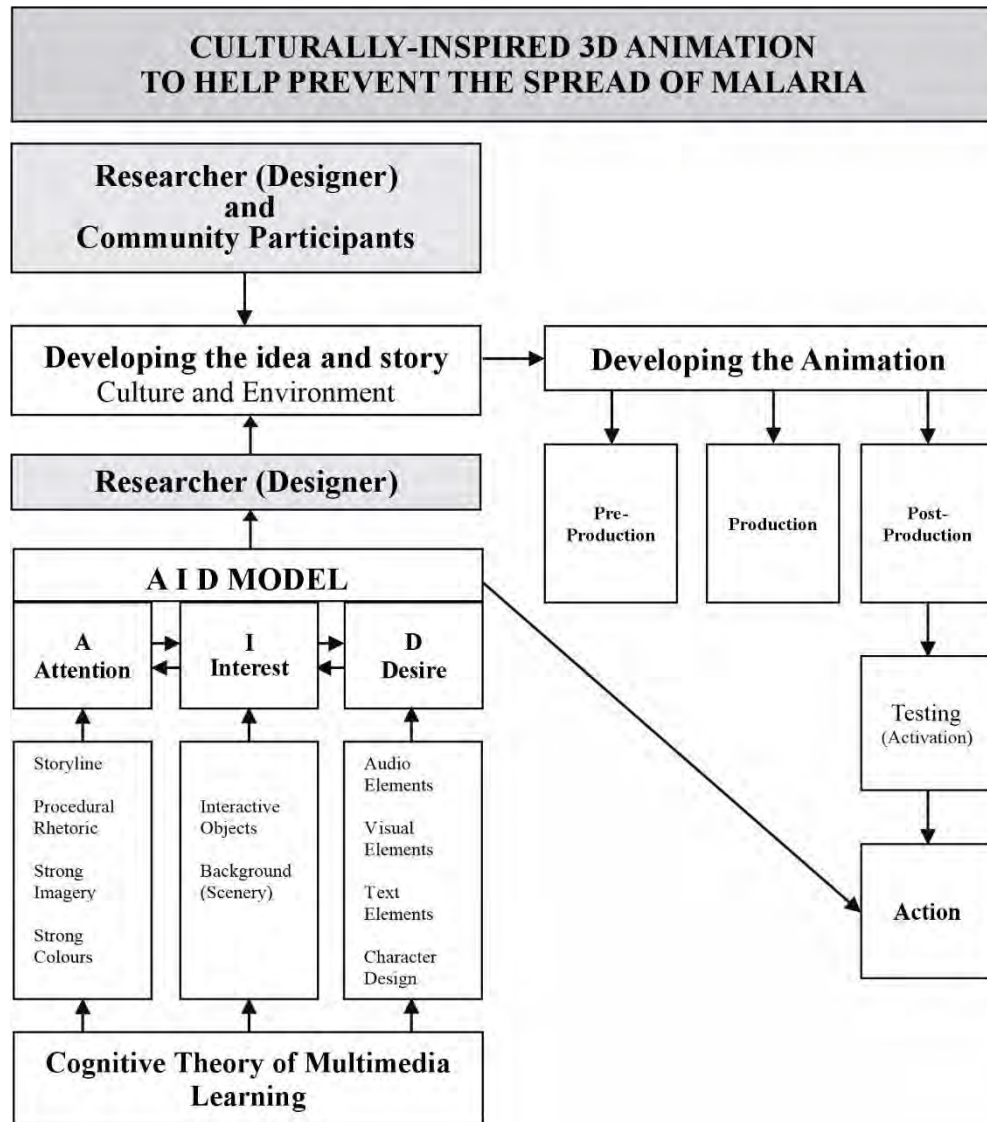 CULTURALLY-INSPIRED 3D ANIMATION
TO HELP PREVENT THE SPREAD OF MALARIA
Researcher (Designer)
and
Community Participants
Developing the idea and story
Culture and Environment
Developing the Animation
Researcher (Designer)
Pre-
Production
Production
Post-
Production
A I D MODEL
A
Attention
I
Interest
D
Desire
Testing
(Activation)
Action
Storyline
Procedural
Rhetoric
Strong
Imagery
Strong
Colours
Interactive
Objects
Background
(Scenery)
Audio
Elements
Visual
Elements
Text
Elements
Character
Design
Cognitive Theory of Multimedia
Learning